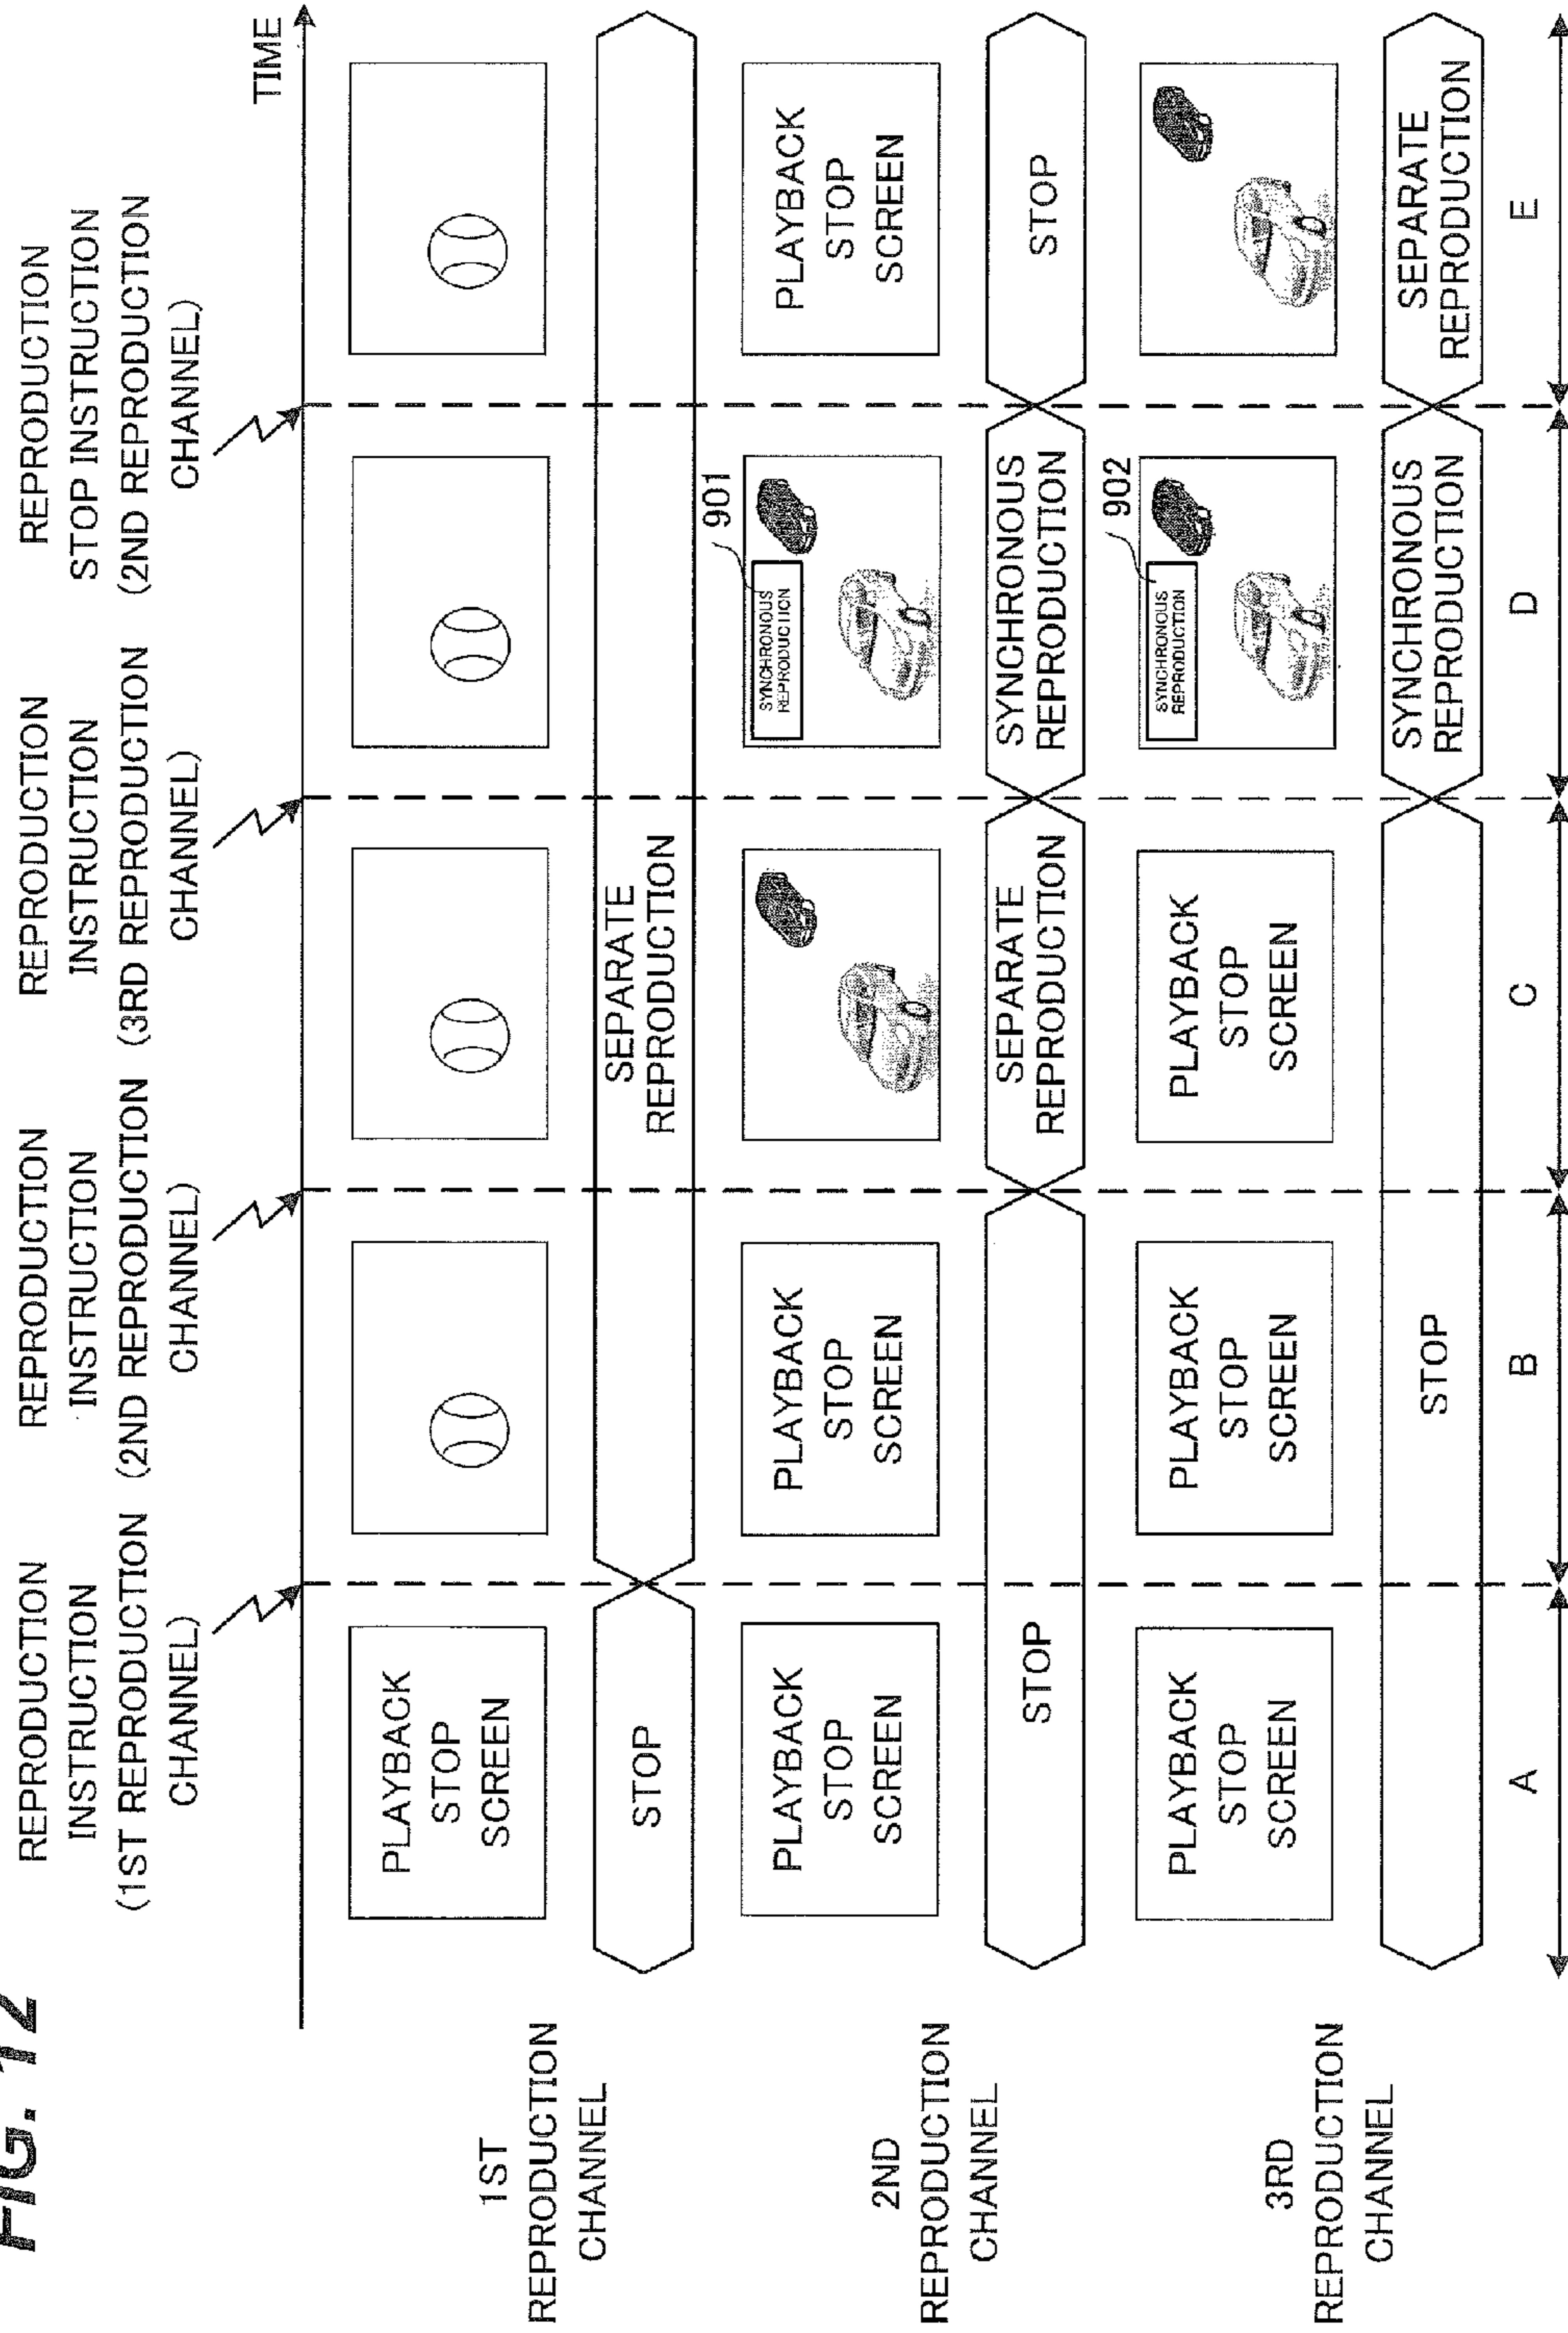 FIG. 12
REPRODUCTION
INSTRUCTION
(1ST REPRODUCTION
CHANNEL)
REPRODUCTION
INSTRUCTION
(2ND REPRODUCTION
CHANNEL)
REPRODUCTION
INSTRUCTION
(3RD REPRODUCTION
CHANNEL)
REPRODUCTION
STOP INSTRUCTION
(2ND REPRODUCTION
CHANNEL)
TIME
1ST
REPRODUCTION
CHANNEL
PLAYBACK
STOP
SCREEN
STOP
SEPARATE
REPRODUCTION
2ND
REPRODUCTION
CHANNEL
PLAYBACK
STOP
SCREEN
PLAYBACK
STOP
SCREEN
901
SYNCHRONOUS
REPRODUCTION
PLAYBACK
STOP
SCREEN
STOP
SEPARATE
REPRODUCTION
SYNCHRONOUS
REPRODUCTION
STOP
3RD
REPRODUCTION
CHANNEL
PLAYBACK
STOP
SCREEN
PLAYBACK
STOP
SCREEN
PLAYBACK
STOP
SCREEN
902
SYNCHRONOUS
REPRODUCTION
STOP
SYNCHRONOUS
REPRODUCTION
SEPARATE
REPRODUCTION
A
B
C
D
E